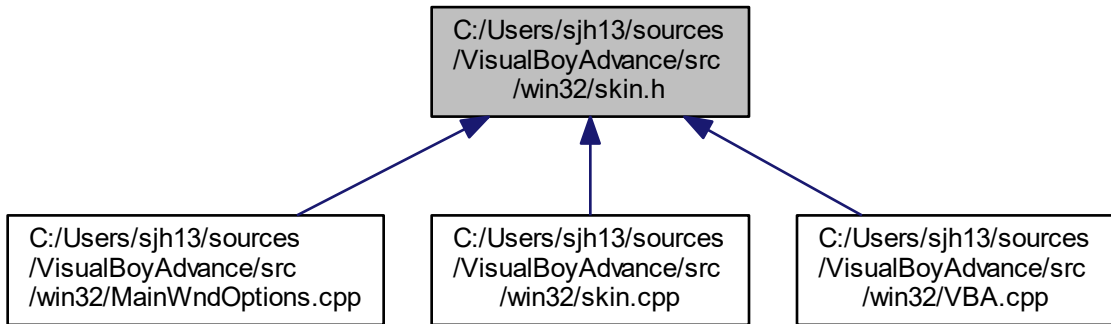 C:/Users/sjh13/sources
/VisualBoyAdvance/src
/win32/skin.h
C:/Users/sjh13/sources
/VisualBoyAdvance/src
/win32/MainWndOptions.cpp
C:/Users/sjh13/sources
/VisualBoyAdvance/src
/win32/skin.cpp
C:/Users/sjh13/sources
/VisualBoyAdvance/src
/win32/VBA.cpp